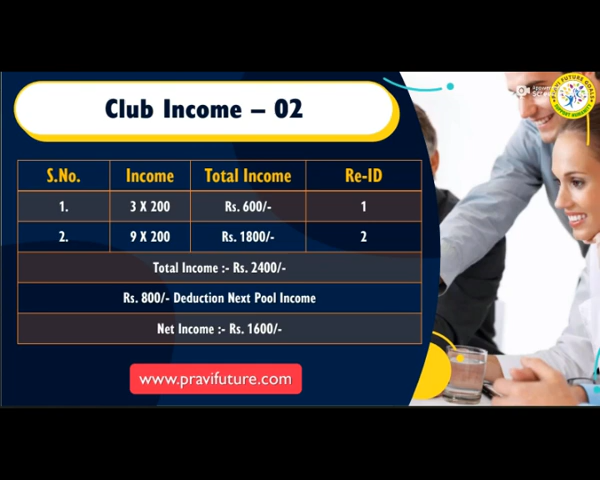 Club Income – 02
S.No. Income Total Income Re-ID
1. 3 X 200 Rs. 600/- 1
2. 9 X 200 Rs. 1800/- 2
Total Income :- Rs. 2400/-
Rs. 800/- Deduction Next Pool Income
Net Income :- Rs. 1600/-
www.pravifuture.com